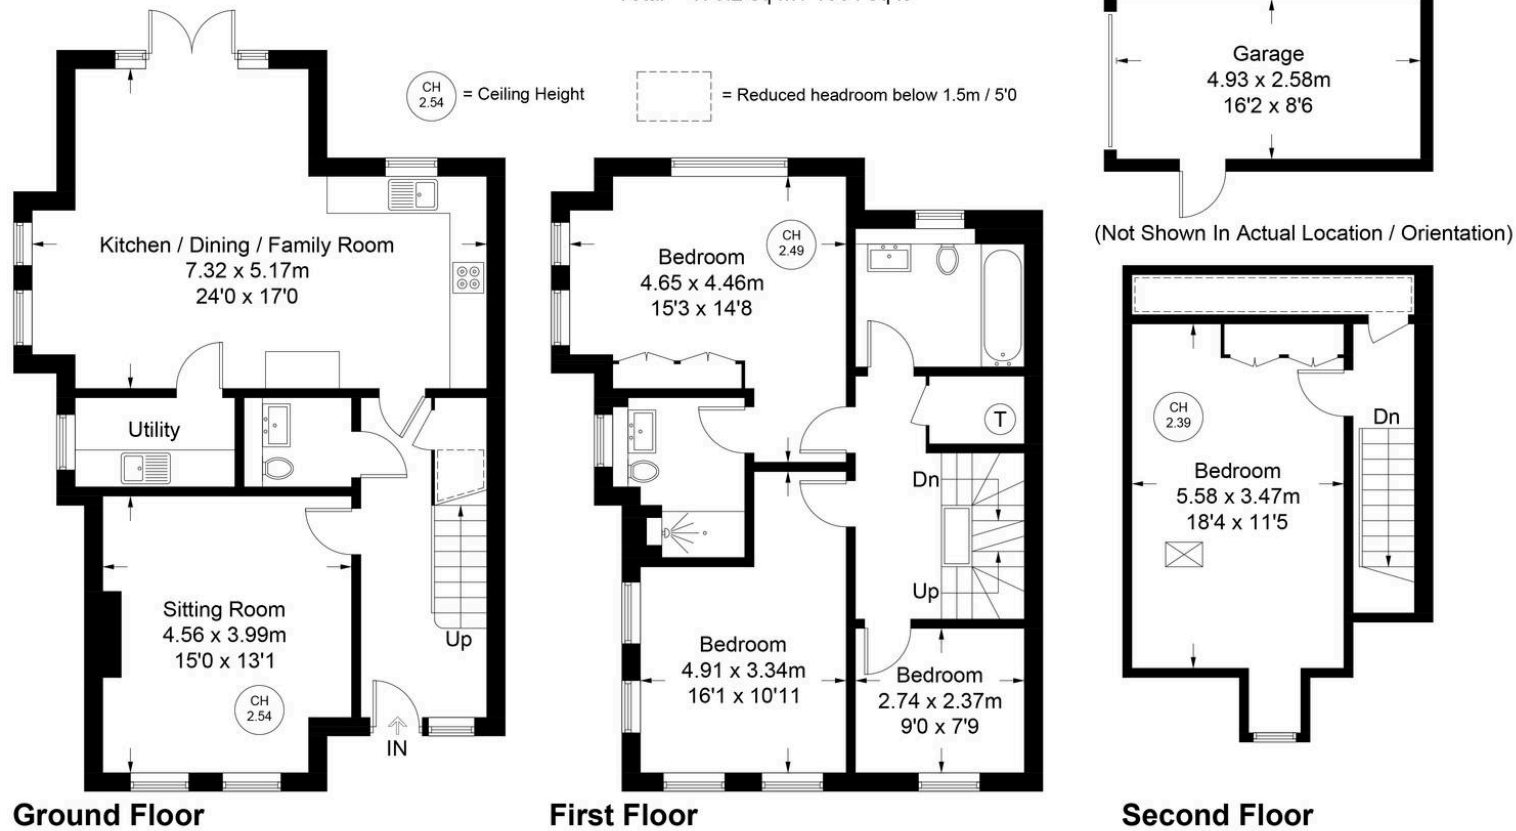 CH
2.54
= Ceiling Height
= Reduced headroom below 1.5m / 5'0
Garage
4.93 x 2.58m
16'2 x 8'6
(Not Shown In Actual Location / Orientation)
Kitchen / Dining / Family Room
7.32 x 5.17m
24'0 x 17'0
Utility
Sitting Room
4.56 x 3.99m
15'0 x 13'1
CH
2.54
Up
IN
Ground Floor
Bedroom
4.65 x 4.46m
15'3 x 14'8
CH
2.49
T
Dn
Up
Bedroom
4.91 x 3.34m
16'1 x 10'11
Bedroom
2.74 x 2.37m
9'0 x 7'9
First Floor
CH
2.39
Dn
Bedroom
5.58 x 3.47m
18'4 x 11'5
Second Floor